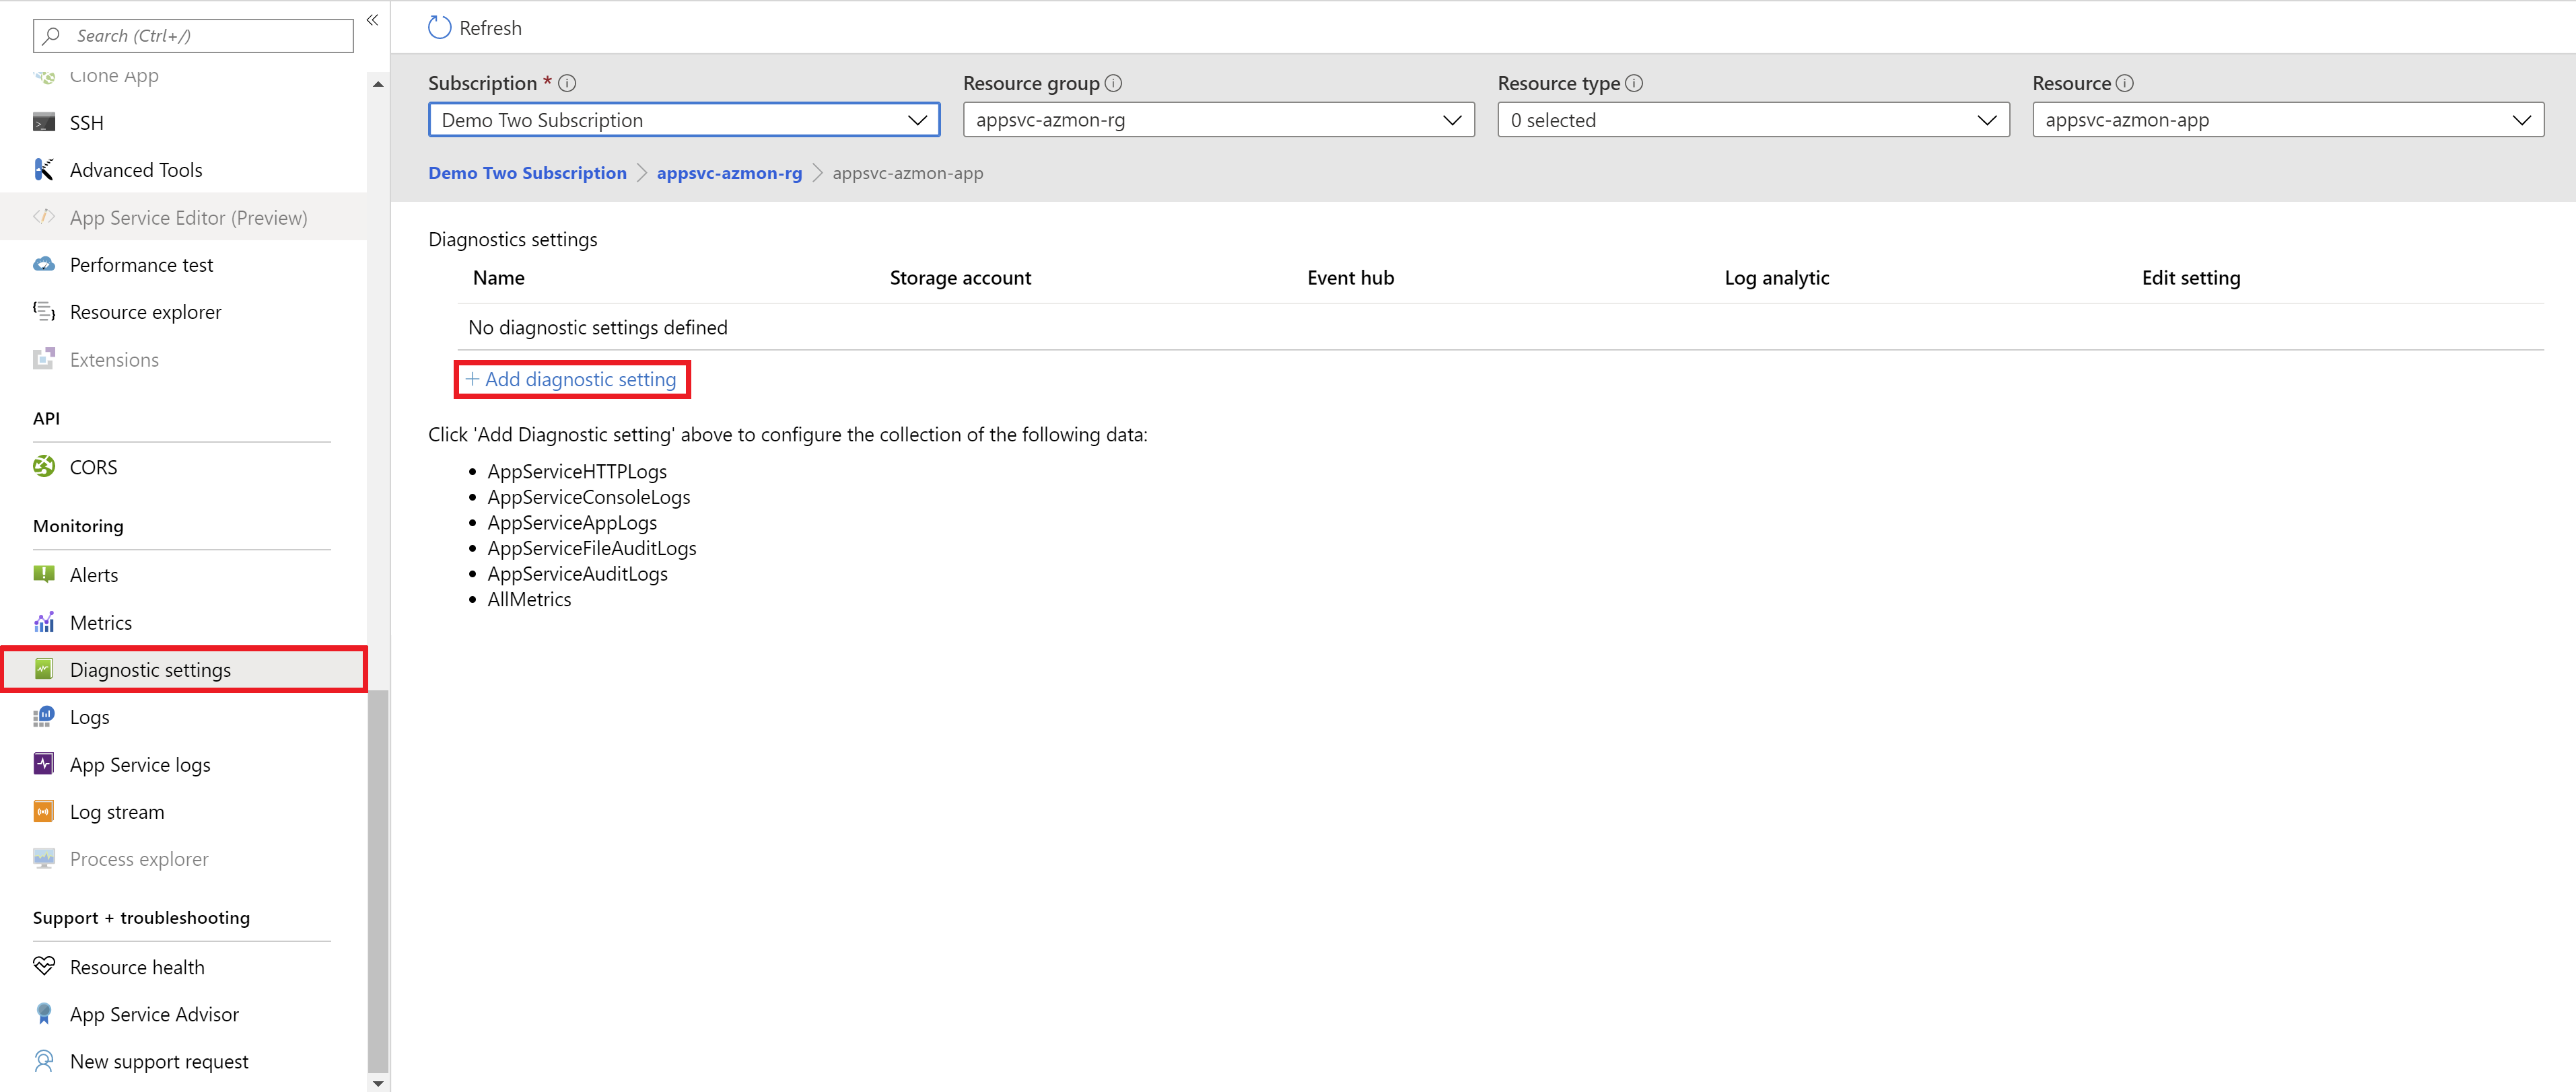 Search (Ctrl+/)
«
Clone App
SSH
Advanced Tools
App Service Editor (Preview)
Performance test
Resource explorer
Extensions
API
CORS
Monitoring
Alerts
Metrics
Diagnostic settings
Logs
App Service logs
Log stream
Process explorer
Support + troubleshooting
Resource health
App Service Advisor
New support request
Refresh
Subscription * Resource group Resource type Resource
Demo Two Subscription appsvc-azmon-rg 0 selected appsvc-azmon-app
Demo Two Subscription > appsvc-azmon-rg > appsvc-azmon-app
Diagnostics settings
Name Storage account Event hub Log analytic Edit setting
No diagnostic settings defined
+ Add diagnostic setting
Click 'Add Diagnostic setting' above to configure the collection of the following data:
• AppServiceHTTPLogs
• AppServiceConsoleLogs
• AppServiceAppLogs
• AppServiceFileAuditLogs
• AppServiceAuditLogs
• AllMetrics